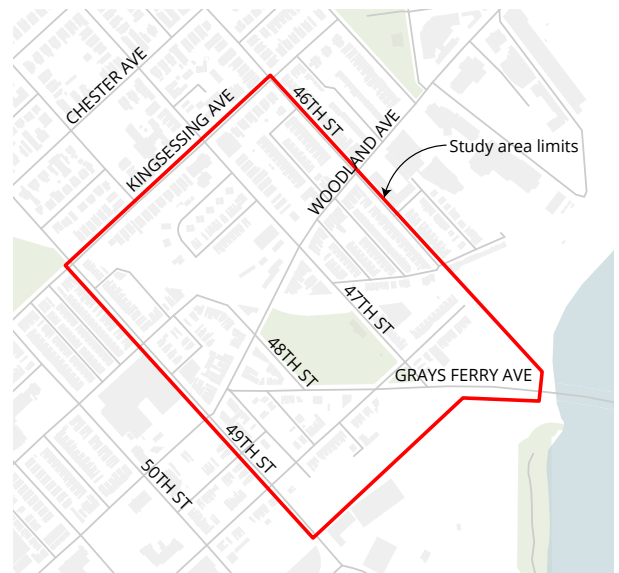 CHESTER AVE
KINGSESSING AVE
46TH ST
WOODLAND AVE
Study area limits
47TH ST
48TH ST
GRAYS FERRY AVE
49TH ST
50TH ST